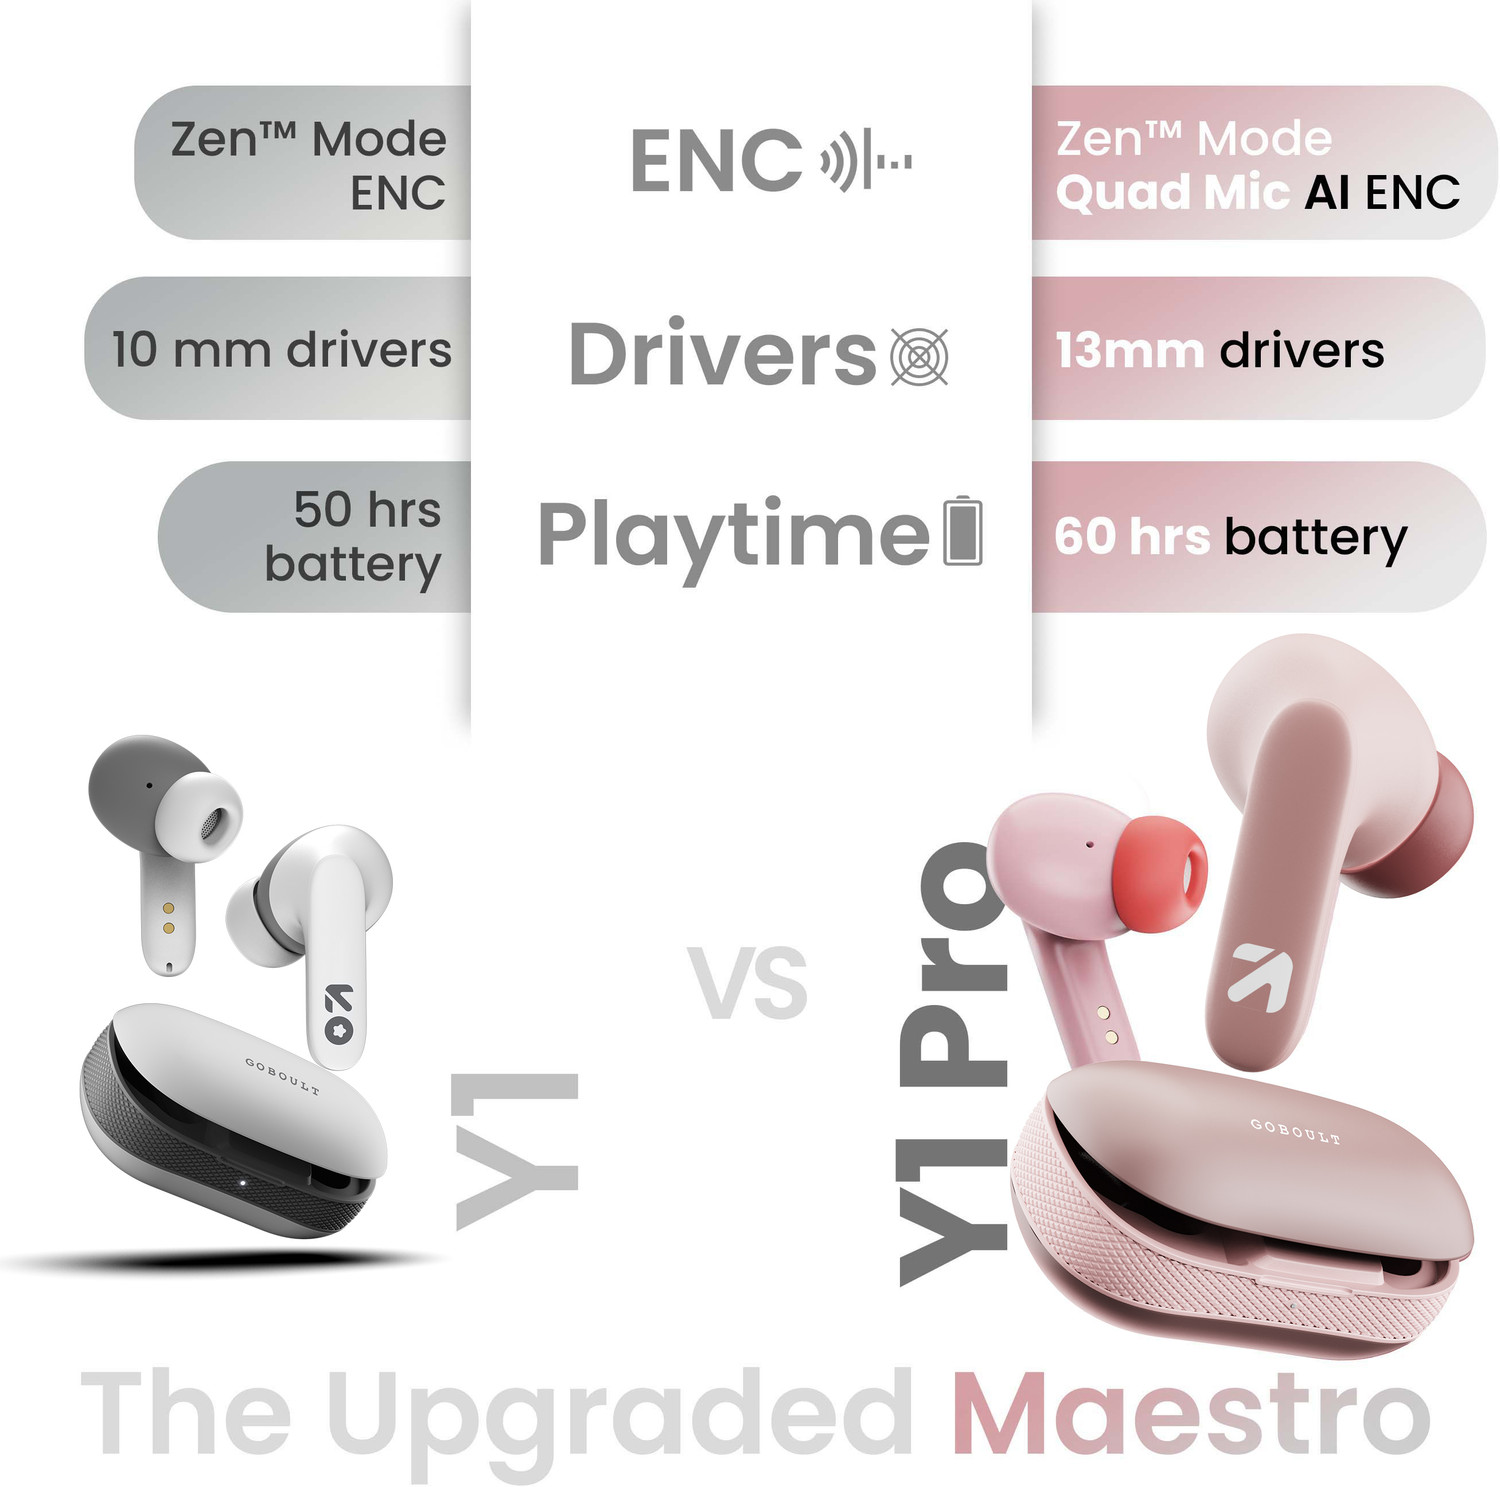 Zen™ Mode
ENC
ENC
Zen™ Mode
Quad Mic AI ENC
10 mm drivers
Drivers
13mm drivers
50 hrs
battery
Playtime
60 hrs battery
GOBOULT
Y1
VS
Y1 Pro
GOBOULT
The Upgraded Maestro